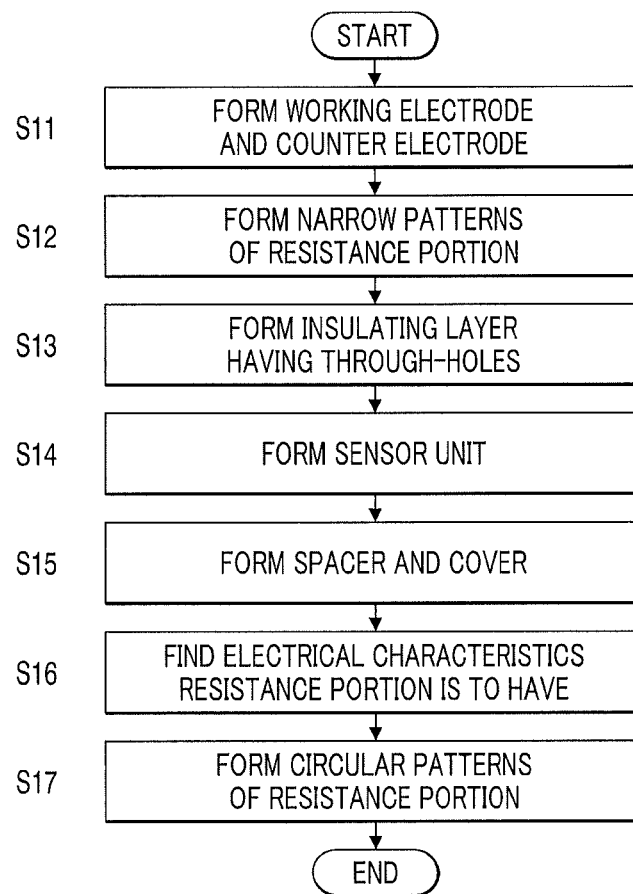 START
S11
FORM WORKING ELECTRODE
AND COUNTER ELECTRODE
S12
FORM NARROW PATTERNS
OF RESISTANCE PORTION
S13
FORM INSULATING LAYER
HAVING THROUGH-HOLES
S14
FORM SENSOR UNIT
S15
FORM SPACER AND COVER
S16
FIND ELECTRICAL CHARACTERISTICS
RESISTANCE PORTION IS TO HAVE
S17
FORM CIRCULAR PATTERNS
OF RESISTANCE PORTION
END